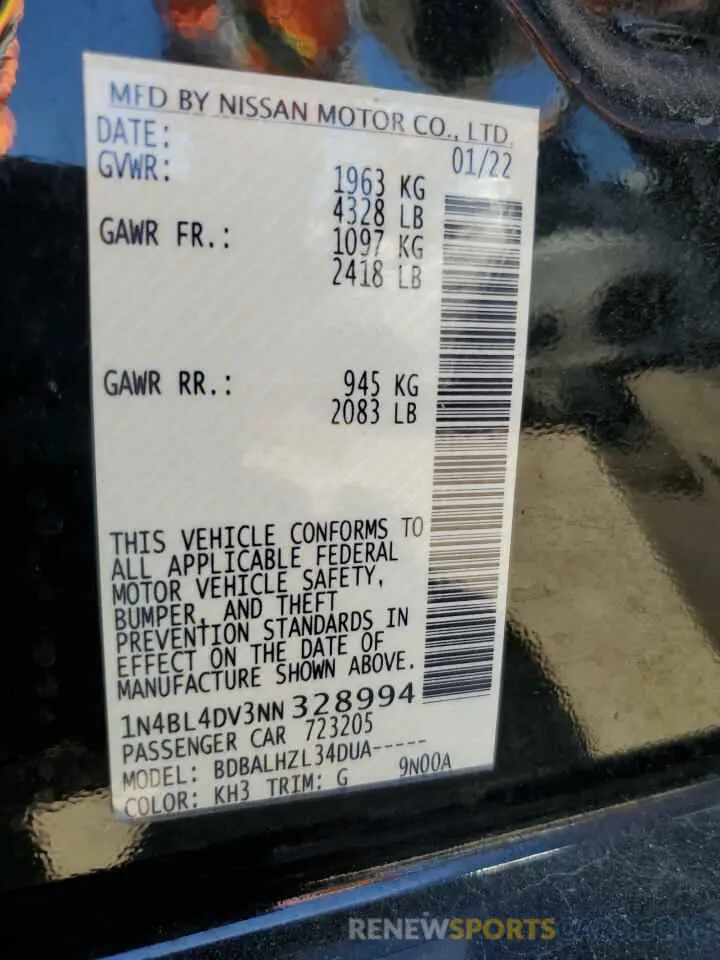 MFD BY NISSAN MOTOR CO., LTD.
DATE: 01/22
GVWR: 1963 KG
4328 LB
GAWR FR.: 1097 KG
2418 LB
GAWR RR.: 945 KG
2083 LB
THIS VEHICLE CONFORMS TO
ALL APPLICABLE FEDERAL
MOTOR VEHICLE SAFETY,
BUMPER, AND THEFT
PREVENTION STANDARDS IN
EFFECT ON THE DATE OF
MANUFACTURE SHOWN ABOVE.
1N4BL4DV3NN328994
PASSENGER CAR 723205
MODEL: BDBALHZL34DUA-----
COLOR: KH3 TRIM: G 9N00A
RENEWSPORTSCARS.COM